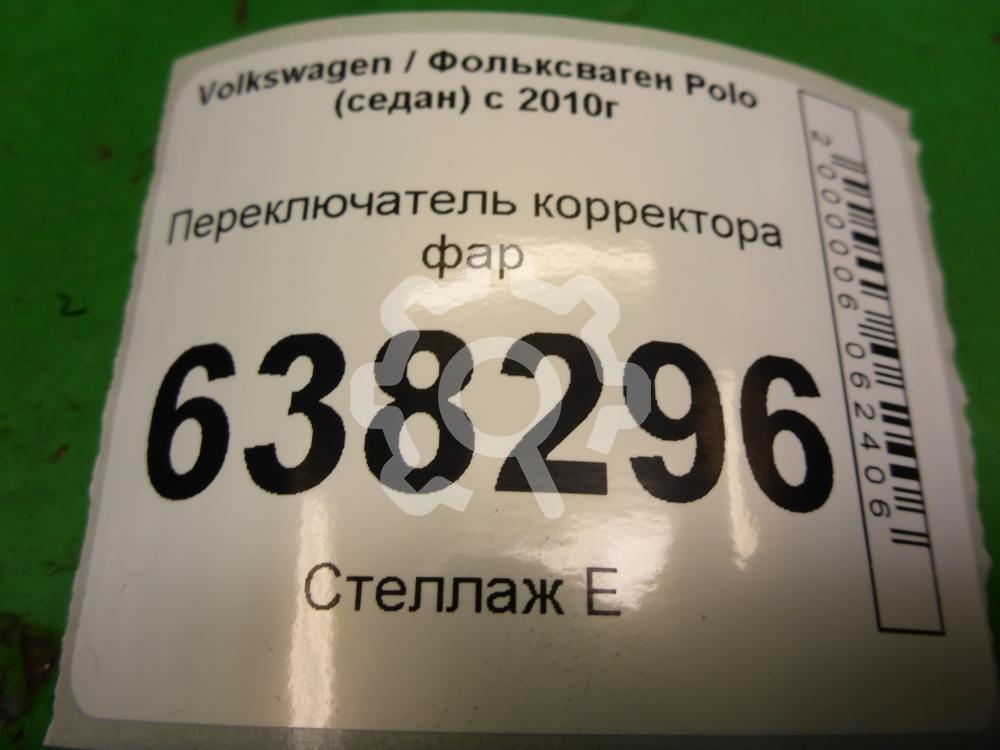 Volkswagen / Фольксваген Polo
(седан) с 2010г
Переключатель корректора
фар
638296
Стеллаж Е
2000006062406